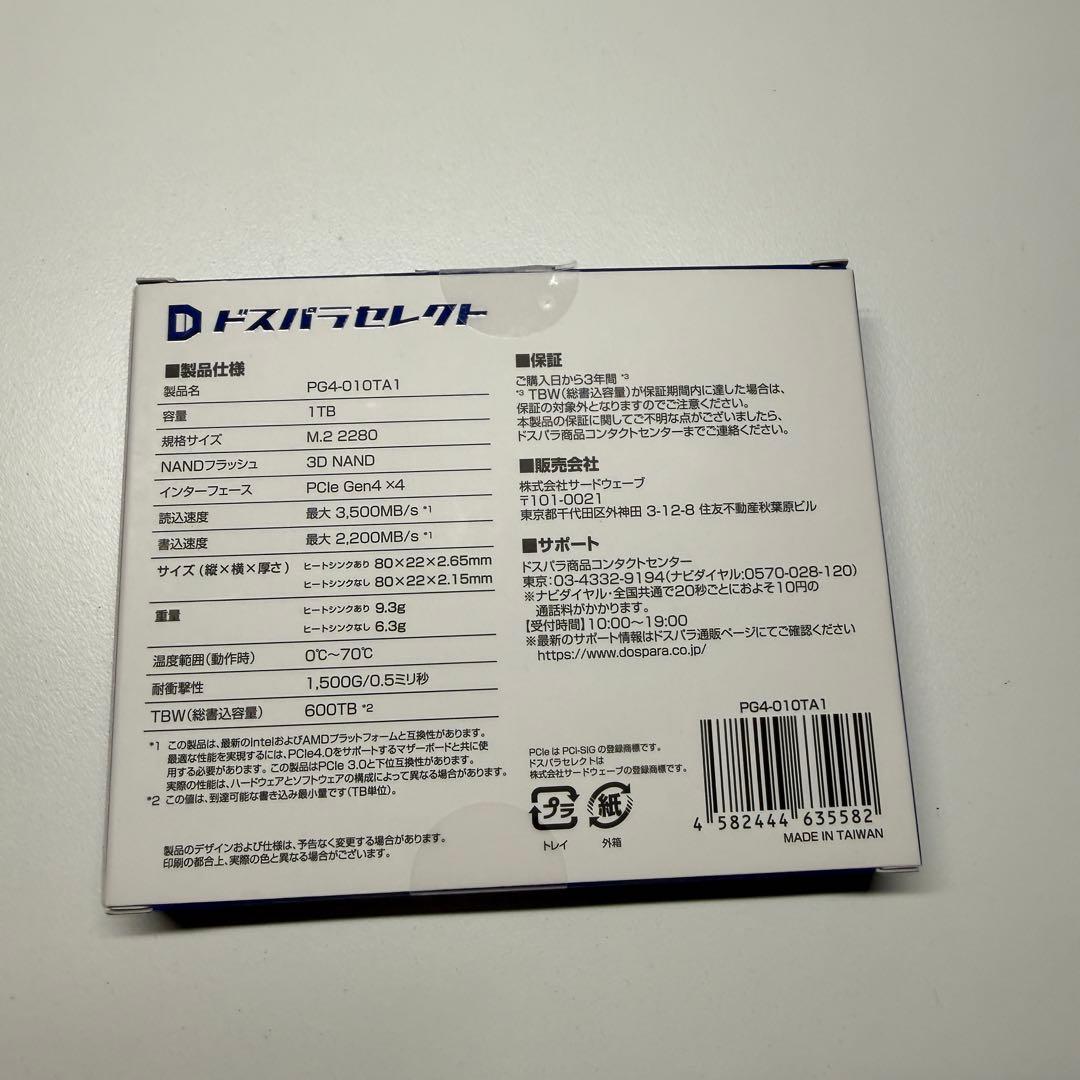 D ドスパラセレクト
■製品仕様
製品名 PG4-010TA1
容量 1TB
規格サイズ M.2 2280
NANDフラッシュ 3D NAND
インターフェース PCIe Gen4 ×4
読込速度 最大 3,500MB/s *1
書込速度 最大 2,200MB/s *1
サイズ (縦×横×厚さ) ヒートシンクあり 80×22×2.65mm
ヒートシンクなし 80×22×2.15mm
重量 ヒートシンクあり 9.3g
ヒートシンクなし 6.3g
温度範囲(動作時) 0℃〜70℃
耐衝撃性 1,500G/0.5ミリ秒
TBW(総書込容量) 600TB *2
*1 この製品は、最新のIntelおよびAMDプラットフォームと互換性があります。
最適な性能を実現するには、PCIe4.0をサポートするマザーボードと共に使
用する必要があります。この製品はPCIe 3.0と下位互換性があります。
実際の性能は、ハードウェアとソフトウェアの構成によって異なる場合があります。
*2 この値は、到達可能な書き込み最小量です(TB単位)。
製品のデザインおよび仕様は、予告なく変更する場合があります。
印刷の都合上、実際の色と異なる場合がございます。
■保証
ご購入日から3年間 *3
*3 TBW(総書込容量)が保証期間内に達した場合は、
保証の対象外となりますのでご注意ください。
本製品の保証に関してご不明な点がございましたら、
ドスパラ商品コンタクトセンターまでご連絡ください。
■販売会社
株式会社サードウェーブ
〒101-0021
東京都千代田区外神田 3-12-8 住友不動産秋葉原ビル
■サポート
ドスパラ商品コンタクトセンター
東京:03-4332-9194(ナビダイヤル:0570-028-120)
※ナビダイヤル・全国共通で20秒ごとにおよそ10円の
通話料がかかります。
【受付時間】10:00〜19:00
※最新のサポート情報はドスパラ通販ページにてご確認ください
https://www.dospara.co.jp/
PCIe は PCI-SIG の登録商標です。
ドスパラセレクトは
株式会社サードウェーブの登録商標です。
プラ
トレイ
紙
外箱
PG4-010TA1
4 582444 635582
MADE IN TAIWAN